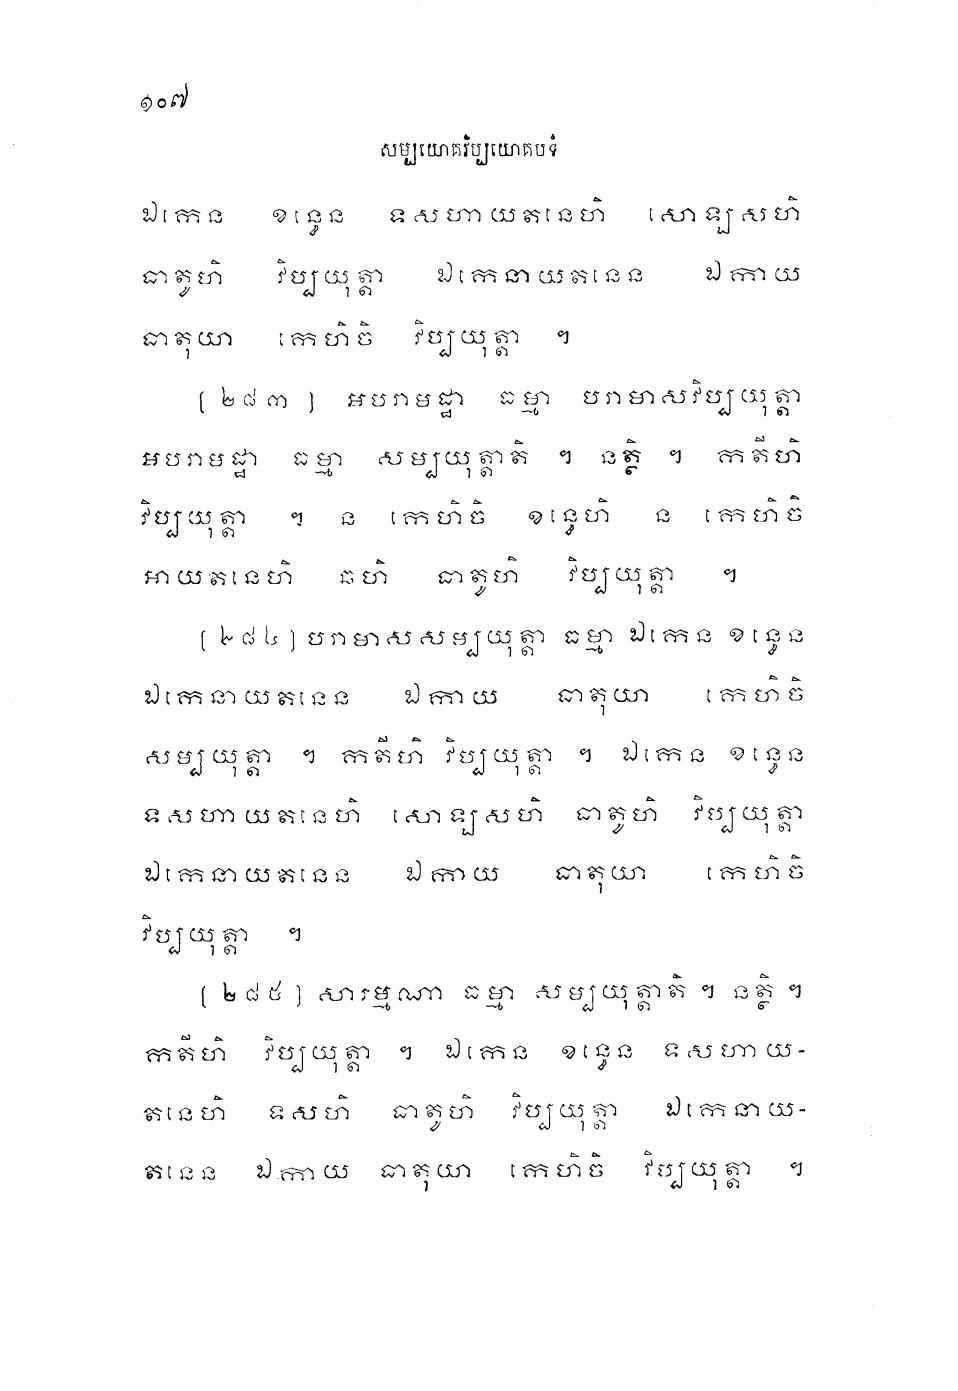 ១០៧
សម្បយោគវិប្បយោគបទំ
ឯកេន ខន្ធេន ទសហាយតនេហិ សោឡសហិ
ធាតូហិ វិប្បយុត្តា ឯកេនាយតនេន ឯកាយ
ធាតុយា កេហិចិ វិប្បយុត្តា ។
(២៨៣) អបរាមដ្ឋា ធម្មា បរាមាសវិប្បយុត្តា
អបរាមដ្ឋា ធម្មា សម្បយុត្តាតិ ។ នត្ថិ ។ កតីហិ
វិប្បយុត្តា ។ ន កេហិចិ ខន្ធេហិ ន កេហិចិ
អាយតនេហិ ឆហិ ធាតូហិ វិប្បយុត្តា ។
(២៨៤) បរាមាសសម្បយុត្តា ធម្មា ឯកេន ខន្ធេន
ឯកេនាយតនេន ឯកាយ ធាតុយា កេហិចិ
សម្បយុត្តា ។ កតីហិ វិប្បយុត្តា ។ ឯកេន ខន្ធេន
ទសហាយតនេហិ សោឡសហិ ធាតូហិ វិប្បយុត្តា
ឯកេនាយតនេន ឯកាយ ធាតុយា កេហិចិ
វិប្បយុត្តា ។
(២៨៥) សារម្មណា ធម្មា សម្បយុត្តាតិ ។ នត្ថិ ។
កតីហិ វិប្បយុត្តា ។ ឯកេន ខន្ធេន ទសហាយ-
តនេហិ ទសហិ ធាតូហិ វិប្បយុត្តា ឯកេនាយ-
តនេន ឯកាយ ធាតុយា កេហិចិ វិប្បយុត្តា ។